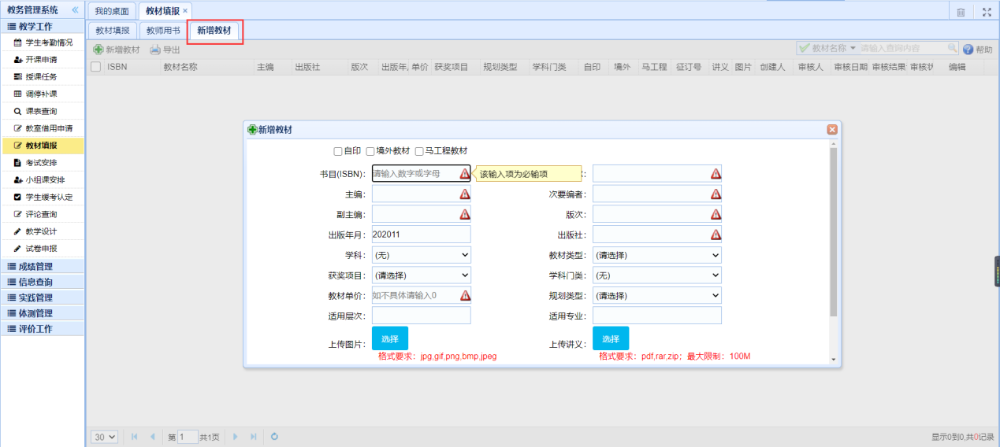 教务管理系统
我的桌面 教材填报
教学工作
教材填报 教师用书 新增教材
学生考勤情况
新增教材 导出 教材名称 请输入查询内容 帮助
开课申请
ISBN 教材名称 主编 出版社 版次 出版年, 单价 获奖项目 规划类型 学科门类 自印 境外 马工程 征订号 讲义 图片 创建人 审核人 审核日期 审核结果 审核状 编辑
授课任务
调停补课
课表查询
教室借用申请
教材填报
考试安排
小组课安排
学生缓考认定
评论查询
教学设计
试卷申报
成绩管理
信息查询
实践管理
体测管理
评价工作
新增教材
自印 境外教材 马工程教材
书目(ISBN): 请输入数字或字母 该输入项为必输项
主编: 次要编者:
副主编: 版次:
出版年月: 202011 出版社:
学科: (无) 教材类型: (请选择)
获奖项目: (请选择) 学科门类: (无)
教材单价: 如不具体请输入0 规划类型: (请选择)
适用层次: 适用专业:
上传图片: 选择 上传讲义: 选择
格式要求：jpg,gif,png,bmp,jpeg 格式要求：pdf,rar,zip；最大限制：100M
30 第 1 共1页 显示0到0,共0记录